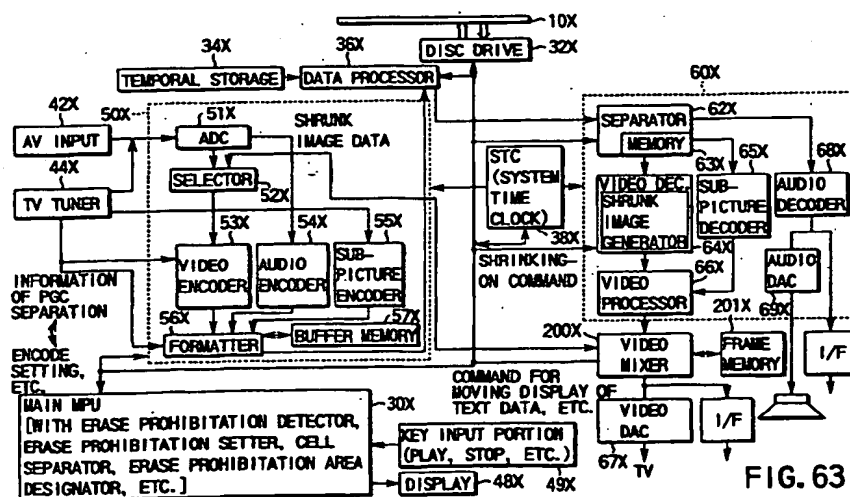 10X
34X
36X
DISC DRIVE
32X
TEMPORAL STORAGE
DATA PROCESSOR
60X
42X
50X
51X
AV INPUT
ADC
SHRUNK
IMAGE DATA
SEPARATOR
62X
MEMORY
44X
SELECTOR
52X
TV TUNER
STC
(SYSTEM
TIME
CLOCK)
38X
63X
65X
68X
VIDEO DEC.
SHRUNK
IMAGE
GENERATOR
64X
SUB-
PICTURE
DECODER
AUDIO
DECODER
53X
54X
55X
VIDEO
ENCODER
AUDIO
ENCODER
SUB-
PICTURE
ENCODER
SHRINKING-
ON COMMAND
66X
AUDIO
DAC
69X
INFORMATION
OF PGC
SEPARATION
56X
57X
FORMATTER
BUFFER MEMORY
VIDEO
PROCESSOR
201X
200X
VIDEO
MIXER
FRAME
MEMORY
I/F
ENCODE
SETTING,
ETC.
30X
COMMAND FOR
MOVING DISPLAY OF
TEXT DATA, ETC.
MAIN MPU
[WITH ERASE PROHIBITATION DETECTOR,
ERASE PROHIBITATION SETTER, CELL
SEPARATOR, ERASE PROHIBITATION AREA
DESIGNATOR, ETC.]
KEY INPUT PORTION
(PLAY, STOP, ETC.)
49X
DISPLAY
48X
VIDEO
DAC
67X
I/F
TV
FIG. 63